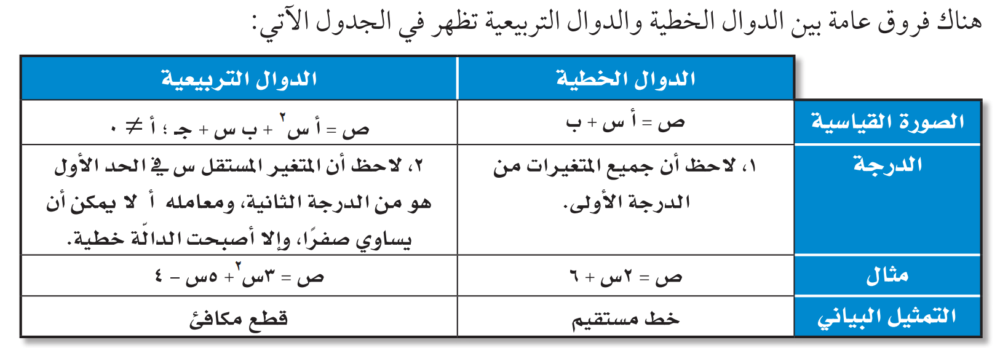 هناك فروق عامة بين الدوال الخطية والدوال التربيعية تظهر في الجدول الآتي:
الدوال الخطية
الدوال التربيعية
الصورة القياسية
ص = أ س + ب
ص = أ س٢ + ب س + جـ ؛ أ ≠ ٠
الدرجة
١، لاحظ أن جميع المتغيرات من
الدرجة الأولى.
٢، لاحظ أن المتغير المستقل س في الحد الأول
هو من الدرجة الثانية، ومعامله أ لا يمكن أن
يساوي صفرًا، وإلا أصبحت الدالّة خطية.
مثال
ص = ٢س + ٦
ص = ٣س٢ + ٥س – ٤
التمثيل البياني
خط مستقيم
قطع مكافئ